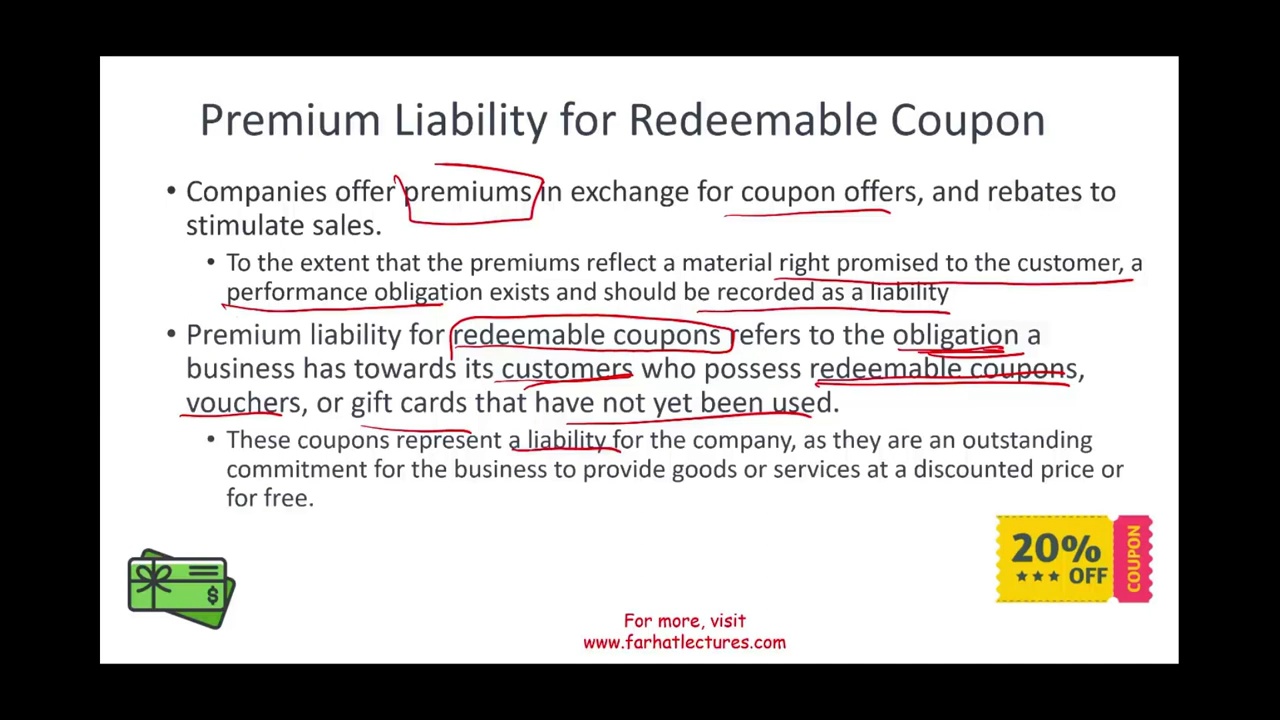 Premium Liability for Redeemable Coupon
• Companies offer premiums in exchange for coupon offers, and rebates to
stimulate sales.
• To the extent that the premiums reflect a material right promised to the customer, a
performance obligation exists and should be recorded as a liability
• Premium liability for redeemable coupons refers to the obligation a
business has towards its customers who possess redeemable coupons,
vouchers, or gift cards that have not yet been used.
• These coupons represent a liability for the company, as they are an outstanding
commitment for the business to provide goods or services at a discounted price or
for free.
$
20%
★★★ OFF
COUPON
For more, visit
www.farhatlectures.com